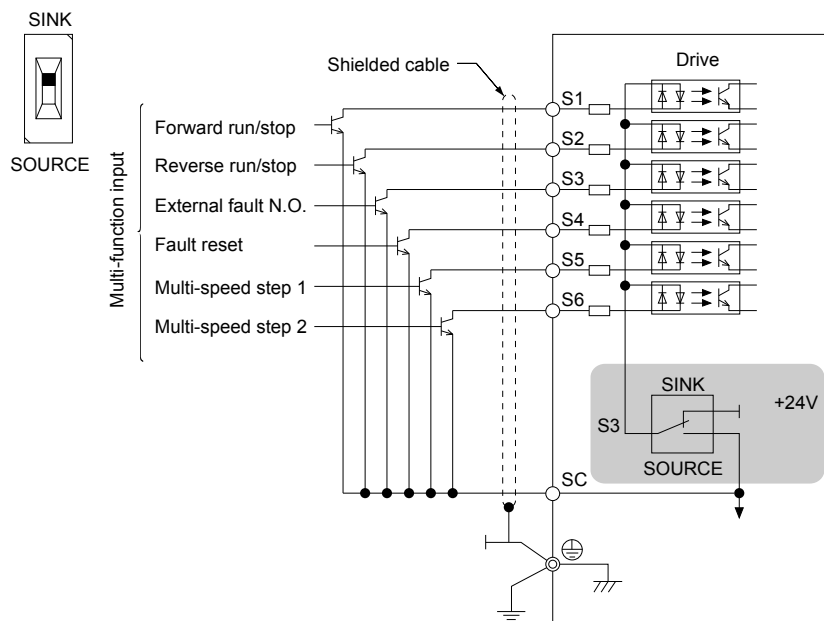 SINK
SOURCE
Shielded cable
Drive
Multi-function input
Forward run/stop
Reverse run/stop
External fault N.O.
Fault reset
Multi-speed step 1
Multi-speed step 2
S1
S2
S3
S4
S5
S6
SINK
+24V
S3
SOURCE
SC